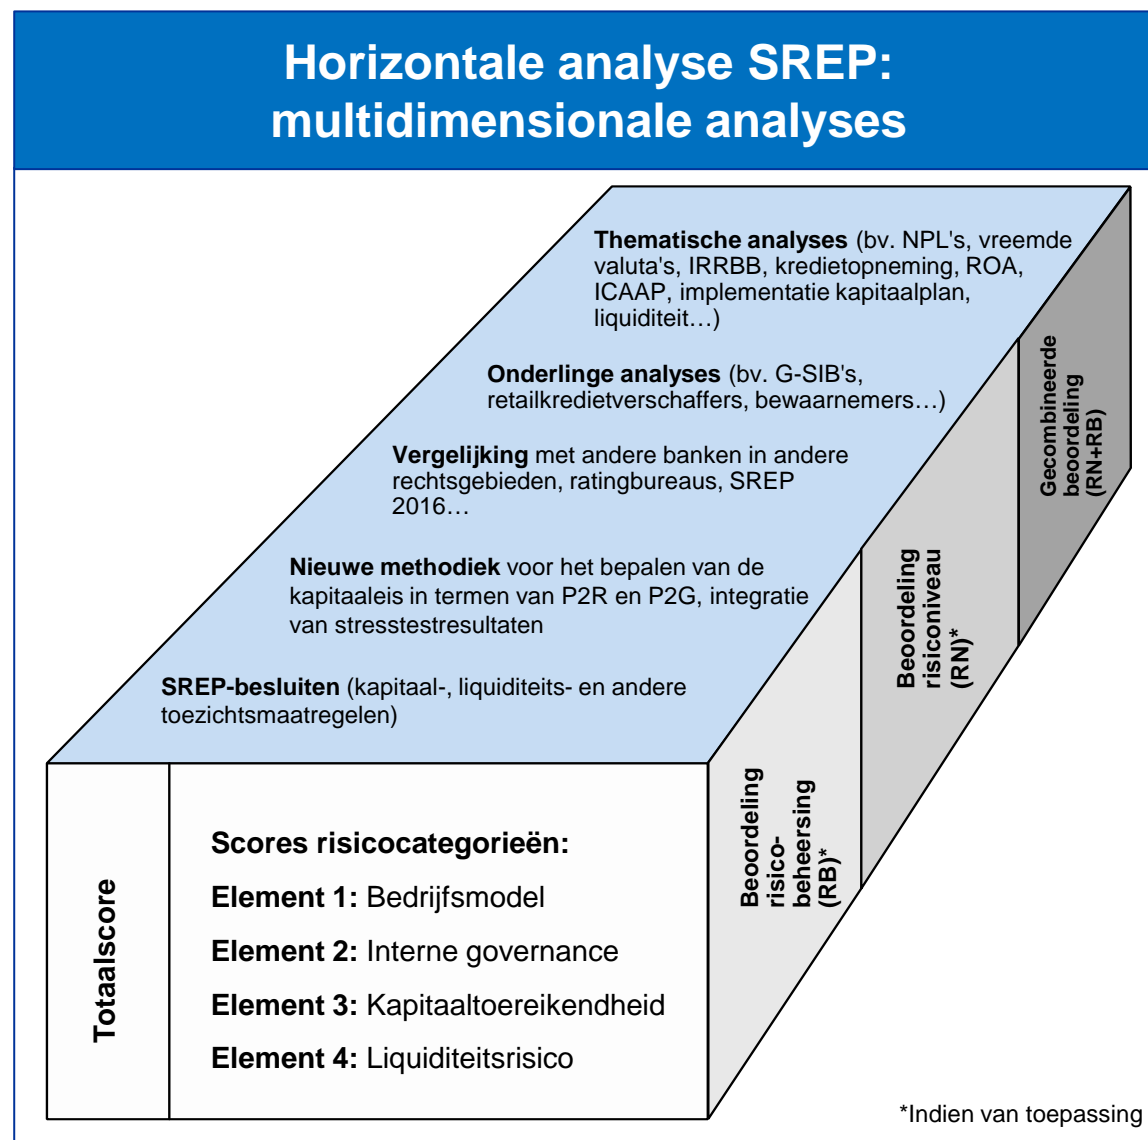 Horizontale analyse SREP:
multidimensionale analyses
Thematische analyses (bv. NPL's, vreemde
valuta's, IRRBB, kredietopneming, ROA,
ICAAP, implementatie kapitaalplan,
liquiditeit…)
Onderlinge analyses (bv. G-SIB's,
retailkredietverschaffers, bewaarnemers…)
Vergelijking met andere banken in andere
rechtsgebieden, ratingbureaus, SREP
2016…
Nieuwe methodiek voor het bepalen van de
kapitaaleis in termen van P2R en P2G, integratie
van stresstestresultaten
SREP-besluiten (kapitaal-, liquiditeits- en andere
toezichtsmaatregelen)
Totaalscore
Scores risicocategorieën:
Element 1: Bedrijfsmodel
Element 2: Interne governance
Element 3: Kapitaaltoereikendheid
Element 4: Liquiditeitsrisico
Beoordeling
risico-
beheersing
(RB)*
Beoordeling
risiconiveau
(RN)*
Gecombineerde
beoordeling
(RN+RB)
*Indien van toepassing